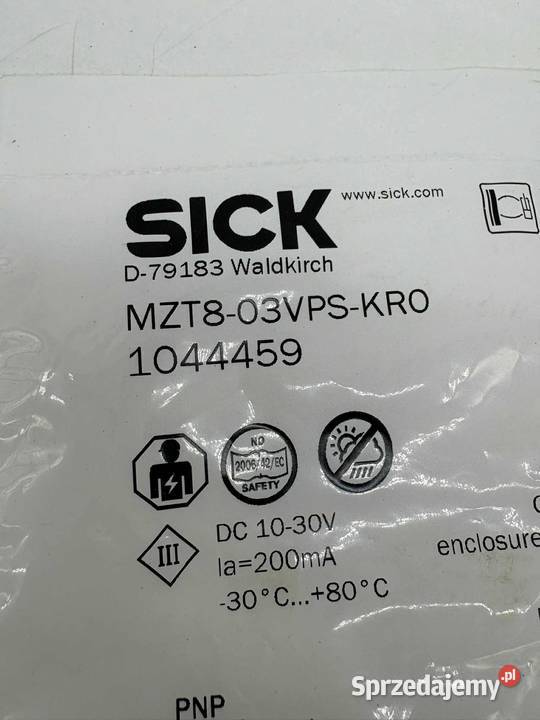 SICK
www.sick.com
D-79183 Waldkirch
MZT8-03VPS-KR0
1044459
NO
2006/42/EC
SAFETY
III
DC 10-30V
Ia=200mA
enclosure
-30°C...+80°C
PNP
Sprzedajemy.pl